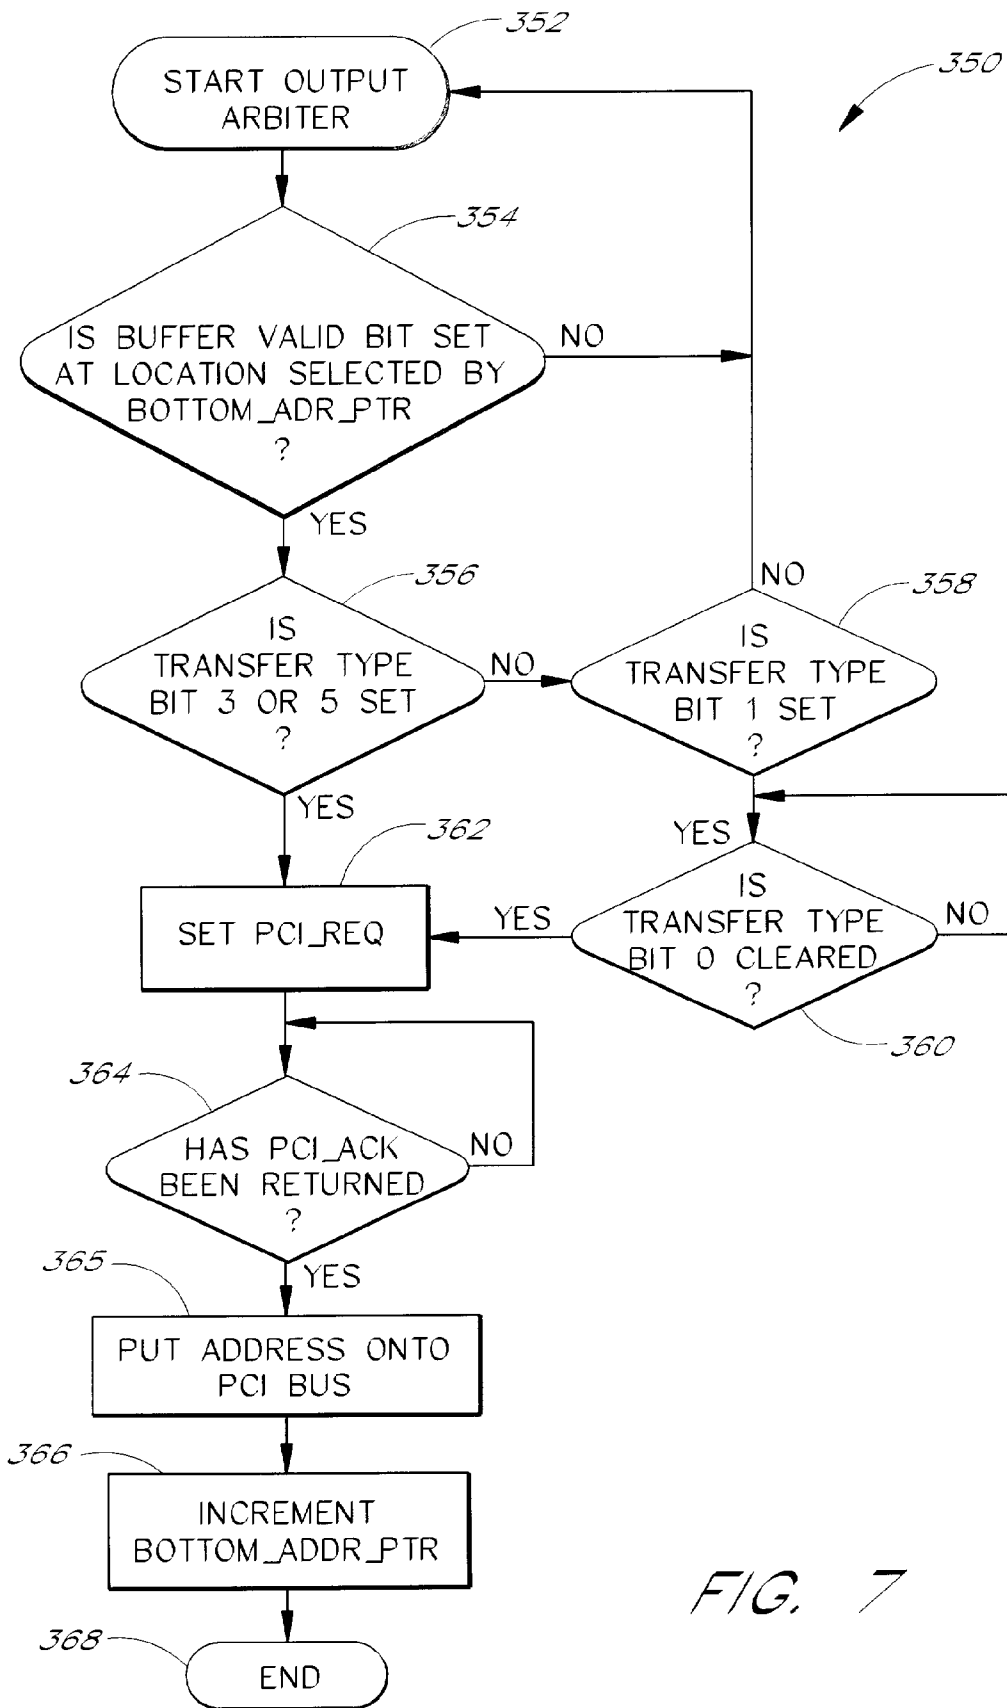 352
350
START OUTPUT
ARBITER
354
IS BUFFER VALID BIT SET
AT LOCATION SELECTED BY
BOTTOM_ADR_PTR
?
NO
YES
356
IS
TRANSFER TYPE
BIT 3 OR 5 SET
?
NO
YES
NO
358
IS
TRANSFER TYPE
BIT 1 SET
?
YES
362
SET PCI_REQ
YES
IS
TRANSFER TYPE
BIT 0 CLEARED
?
NO
360
364
HAS PCI_ACK
BEEN RETURNED
?
NO
YES
365
PUT ADDRESS ONTO
PCI BUS
366
INCREMENT
BOTTOM_ADDR_PTR
368
END
FIG. 7